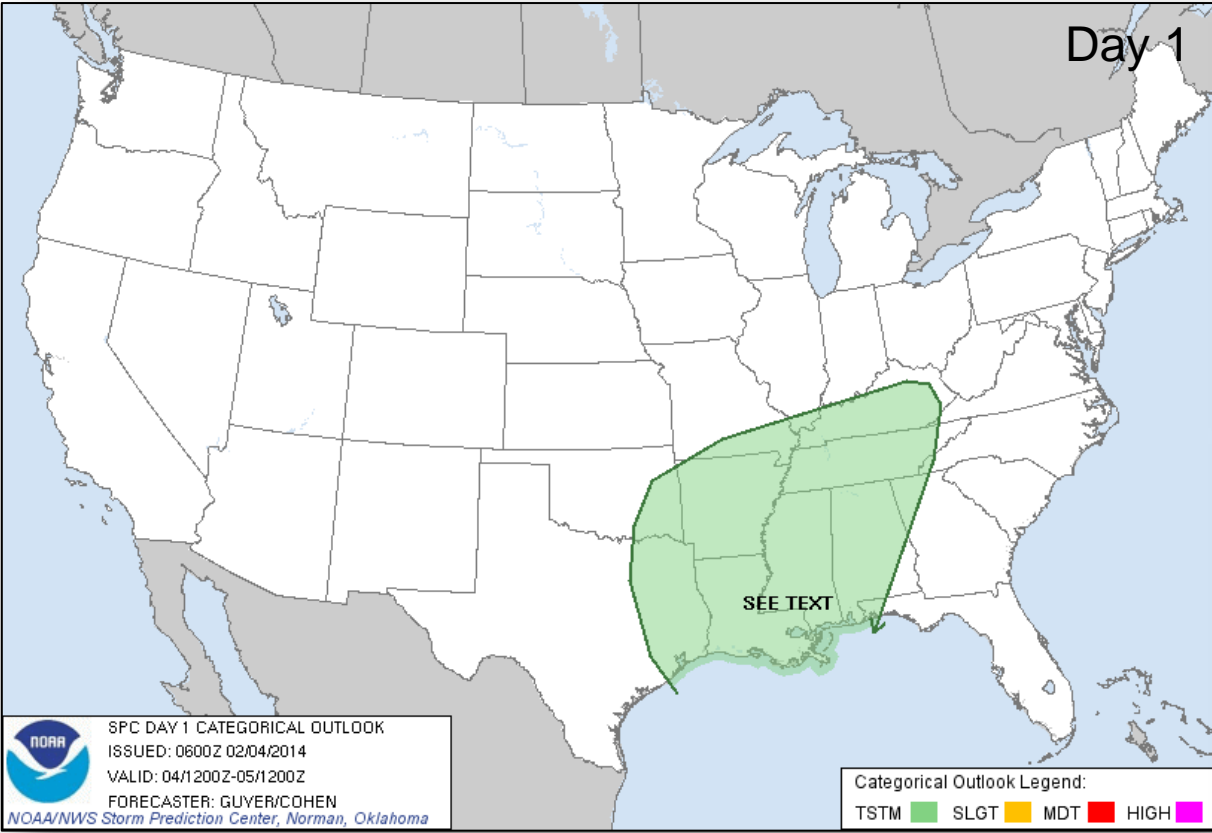 Day 1
SEE TEXT
SPC DAY 1 CATEGORICAL OUTLOOK
ISSUED: 0600Z 02/04/2014
VALID: 04/1200Z-05/1200Z
FORECASTER: GUYER/COHEN
NOAA/NWS Storm Prediction Center, Norman, Oklahoma
NOAA
Categorical Outlook Legend:
TSTM SLGT MDT HIGH